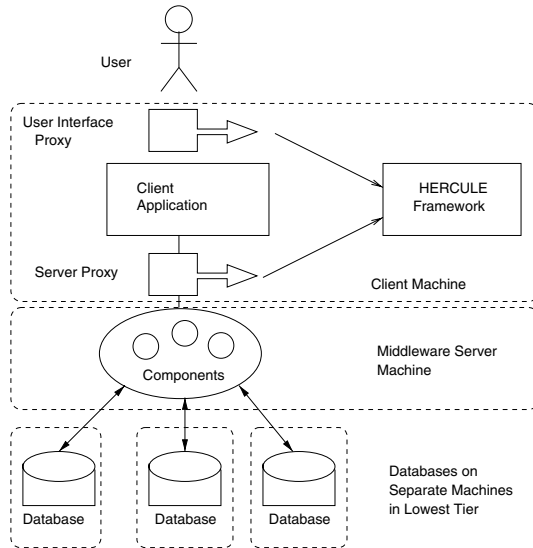 User
User Interface
Proxy
Client
Application
HERCULE
Framework
Server Proxy
Client Machine
Components
Middleware Server
Machine
Database
Database
Database
Databases on
Separate Machines
in Lowest Tier